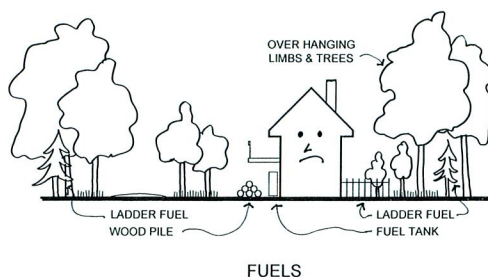 OVER HANGING
LIMBS & TREES
LADDER FUEL
WOOD PILE
LADDER FUEL
FUEL TANK
FUELS